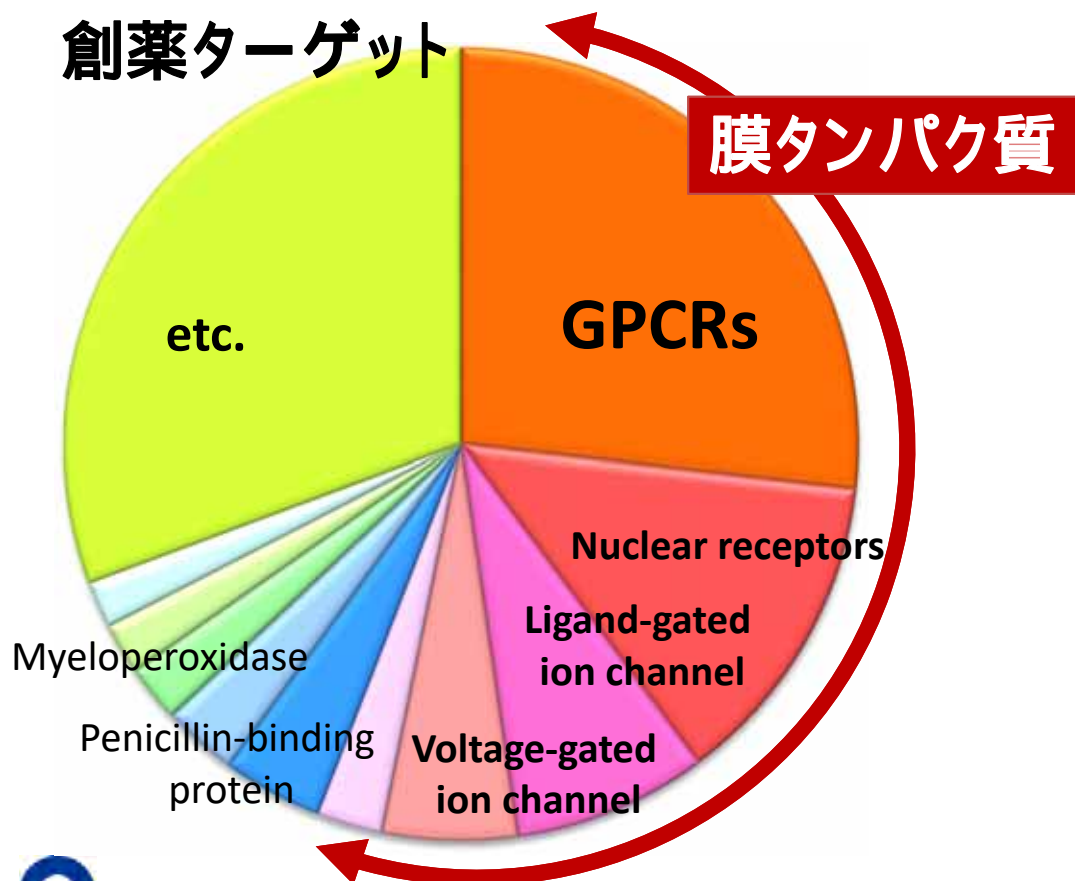 創薬ターゲット
膜タンパク質
GPCRs
etc.
Nuclear receptors
Ligand-gated
ion channel
Voltage-gated
ion channel
Myeloperoxidase
Penicillin-binding
protein